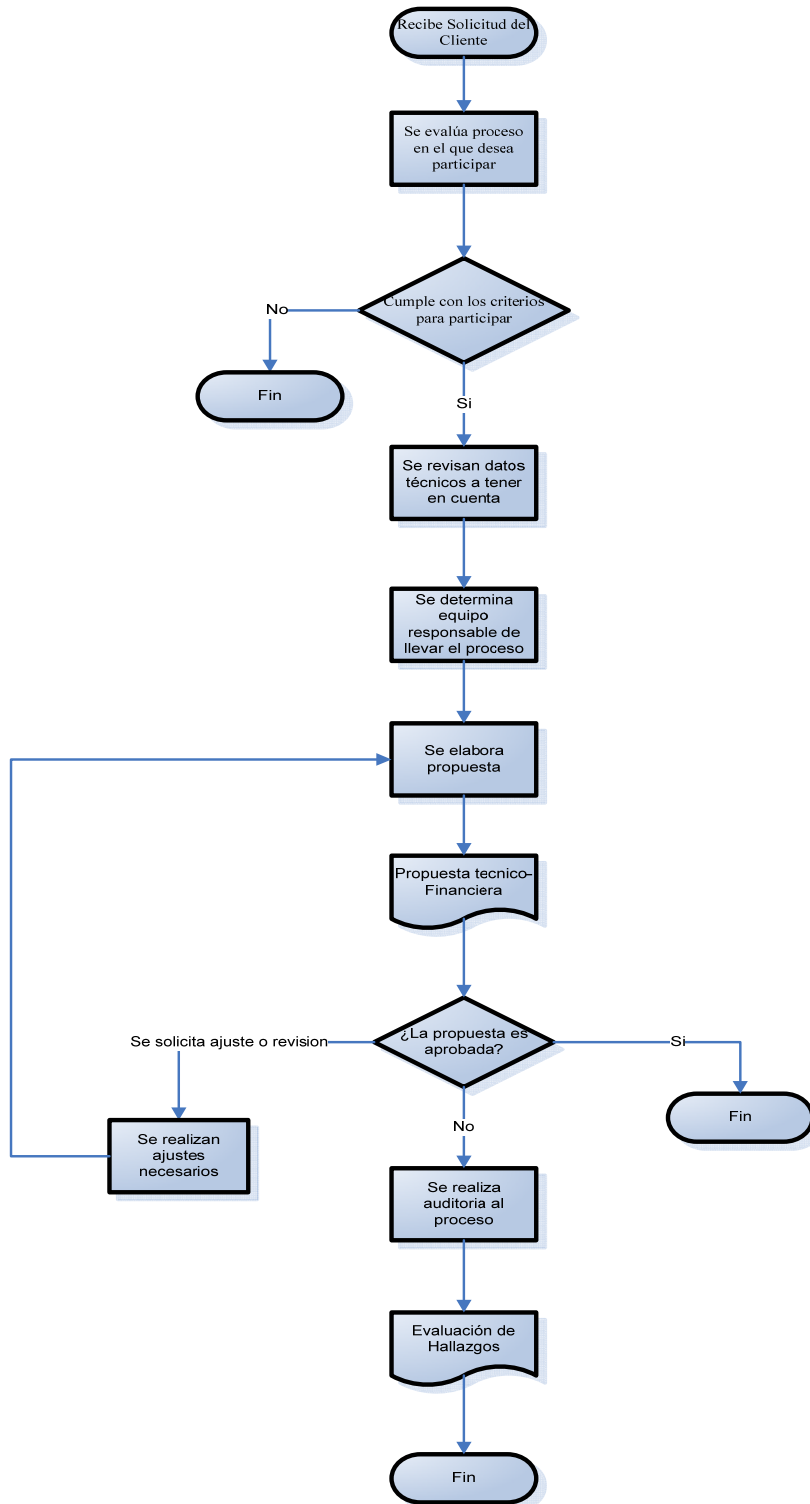 Recibe Solicitud del
Cliente
Se evalúa proceso
en el que desea
participar
Cumple con los criterios
para participar
No
Fin
Si
Se revisan datos
técnicos a tener
en cuenta
Se determina
equipo
responsable de
llevar el proceso
Se elabora
propuesta
Propuesta tecnico-
Financiera
¿La propuesta es
aprobada?
Se solicita ajuste o revision
Si
Se realizan
ajustes
necesarios
Fin
No
Se realiza
auditoria al
proceso
Evaluación de
Hallazgos
Fin